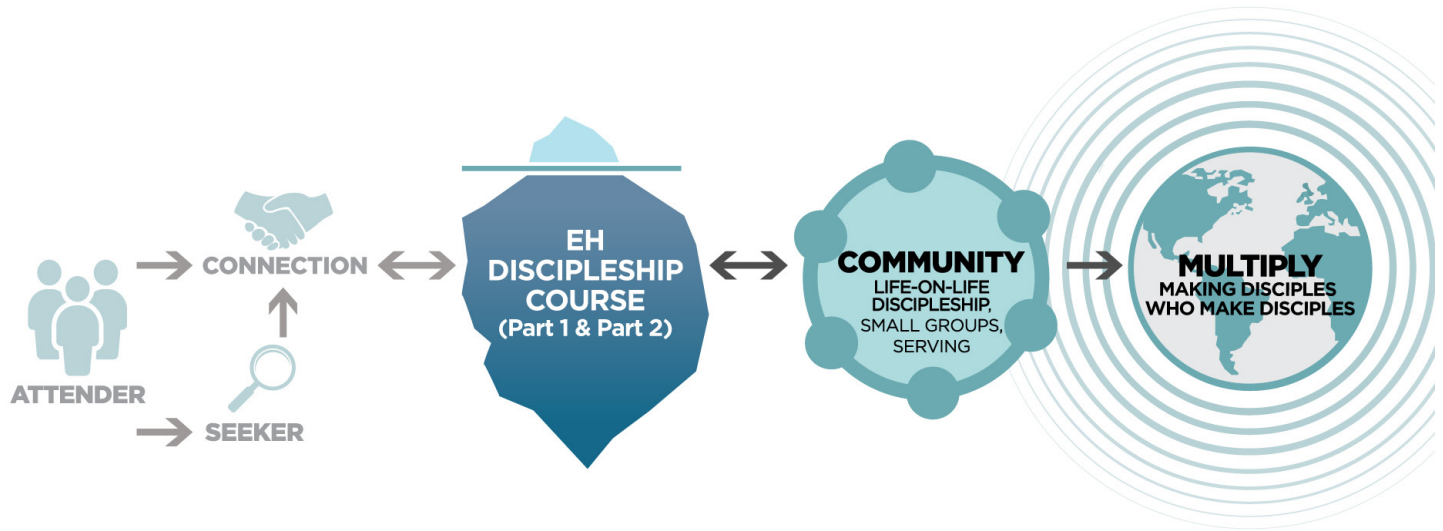 ATTENDER
CONNECTION
SEEKER
EH
DISCIPLESHIP
COURSE
(Part 1 & Part 2)
COMMUNITY
LIFE-ON-LIFE
DISCIPLESHIP,
SMALL GROUPS,
SERVING
MULTIPLY
MAKING DISCIPLES
WHO MAKE DISCIPLES